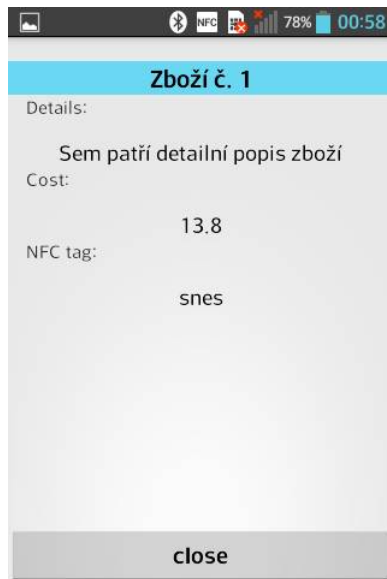 NFC 78% 00:58
Zboží č. 1
Details:
Sem patří detailní popis zboží
Cost:
13.8
NFC tag:
snes
close